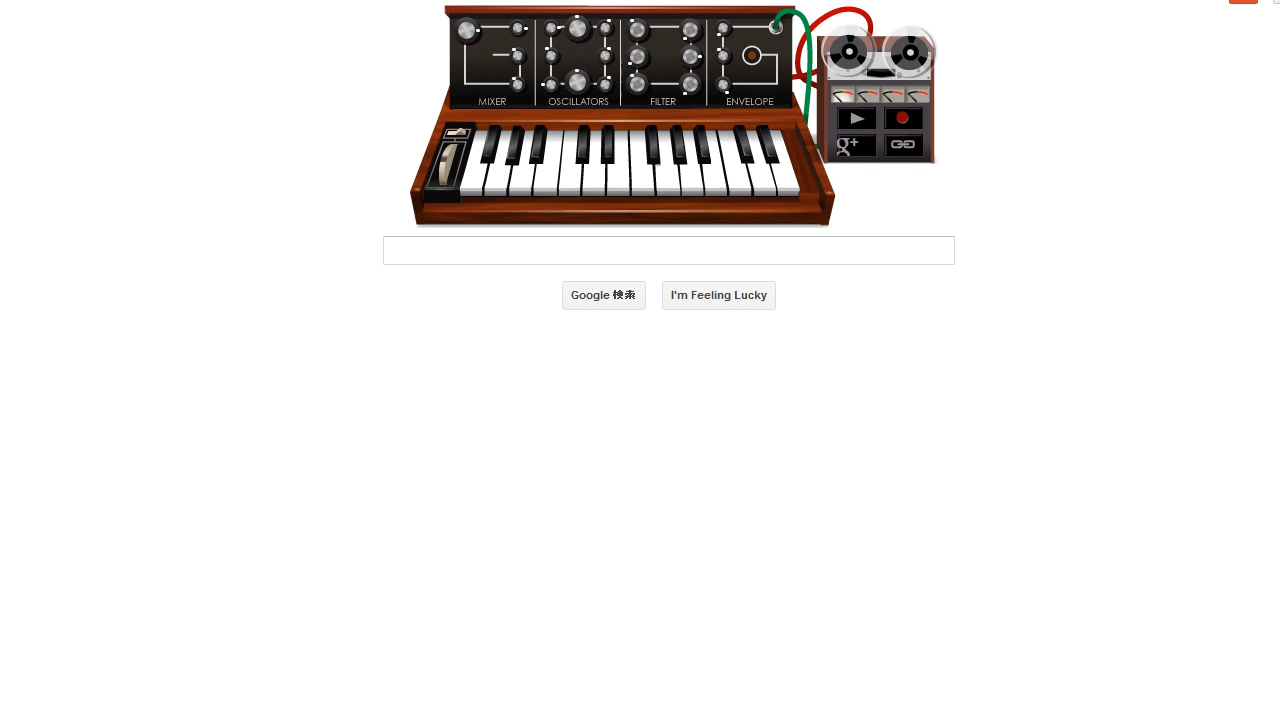 MIXER OSCILLATORS FILTER ENVELOPE
g+
Google 検索 I'm Feeling Lucky